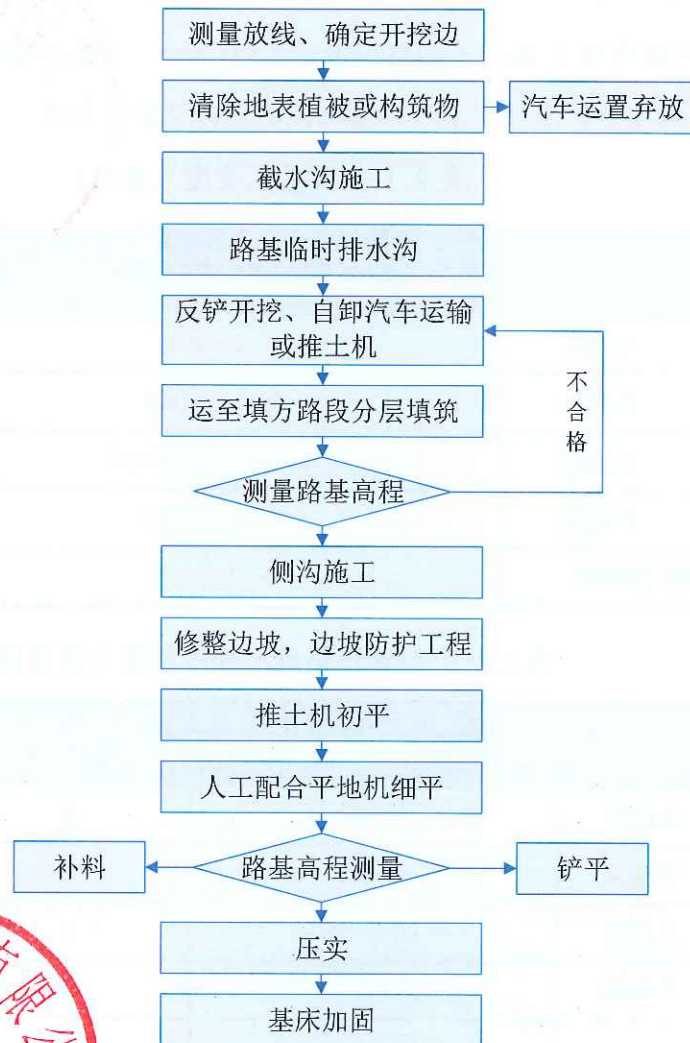 测量放线、确定开挖边
清除地表植被或构筑物
汽车运置弃放
截水沟施工
路基临时排水沟
反铲开挖、自卸汽车运输
或推土机
不合格
运至填方路段分层填筑
测量路基高程
侧沟施工
修整边坡，边坡防护工程
推土机初平
人工配合平地机细平
补料
路基高程测量
铲平
压实
基床加固
有限公